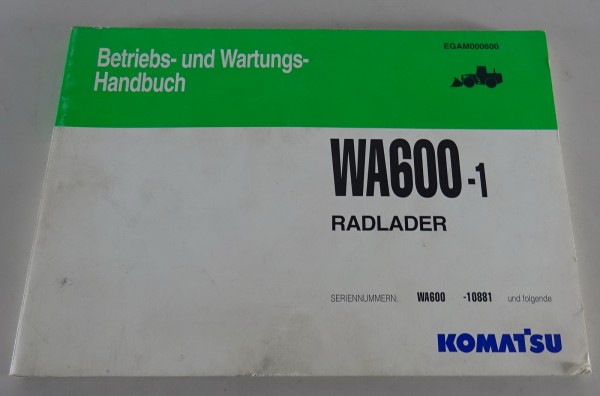 EGAM000600
Betriebs- und Wartungs-
Handbuch
WA600-1
RADLADER
SERIENNUMMERN: WA600 -10881 und folgende
KOMATSU